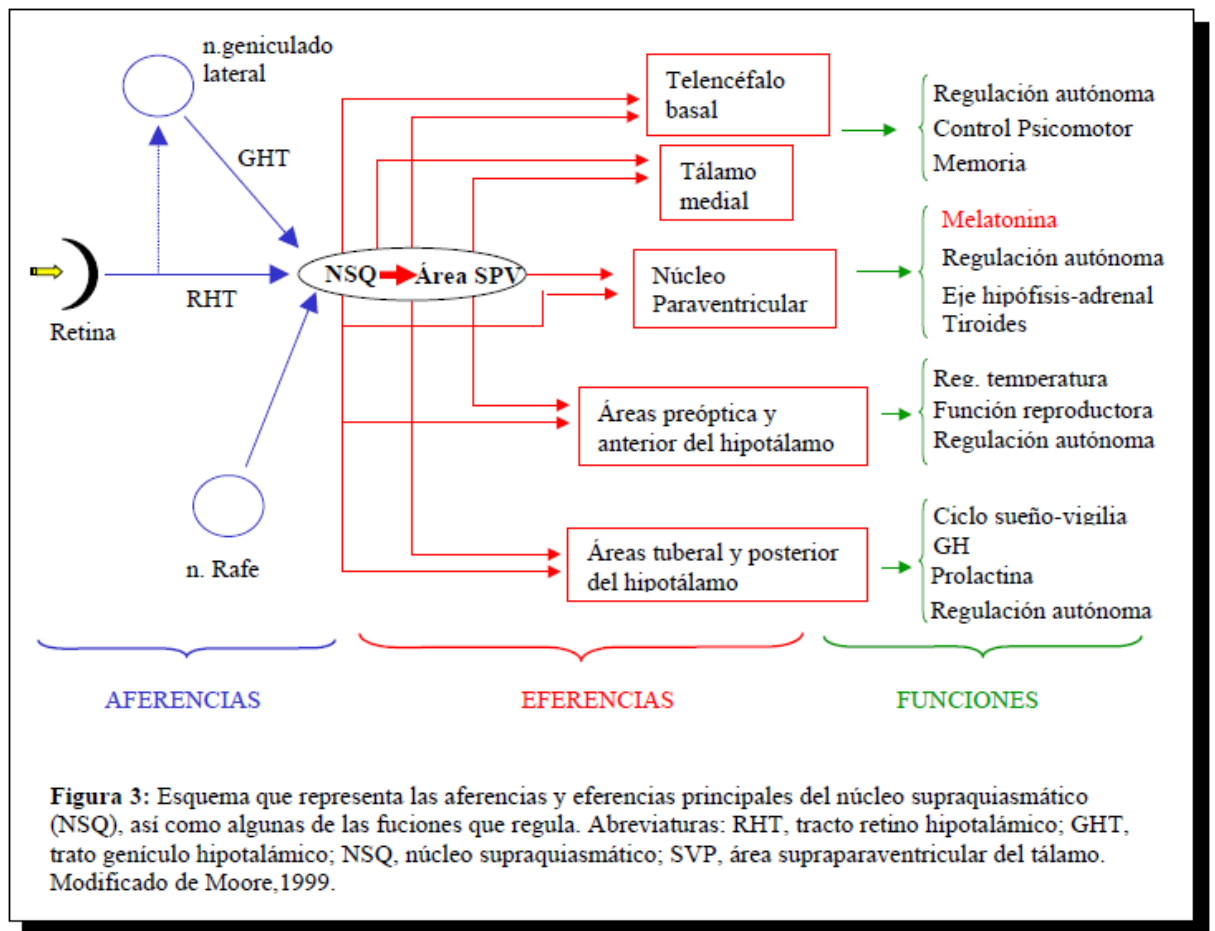 n.geniculado
lateral
GHT
RHT
Retina
n. Rafe
NSQ
Área SPV
Telencéfalo
basal
Tálamo
medial
Núcleo
Paraventricular
Áreas preóptica y
anterior del hipotálamo
Áreas tuberal y posterior
del hipotálamo
Regulación autónoma
Control Psicomotor
Memoria
Melatonina
Regulación autónoma
Eje hipófisis-adrenal
Tiroides
Reg. temperatura
Función reproductora
Regulación autónoma
Ciclo sueño-vigilia
GH
Prolactina
Regulación autónoma
AFERENCIAS
EFERENCIAS
FUNCIONES
Figura 3: Esquema que representa las aferencias y eferencias principales del núcleo supraquiasmático
(NSQ), así como algunas de las fuciones que regula. Abreviaturas: RHT, tracto retino hipotalámico; GHT,
trato genículo hipotalámico; NSQ, núcleo supraquiasmático; SVP, área supraparaventricular del tálamo.
Modificado de Moore,1999.